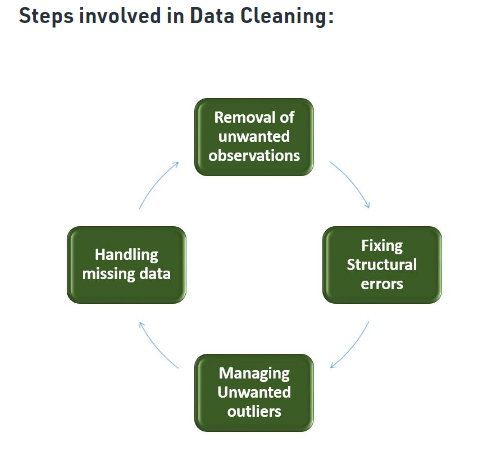 Steps involved in Data Cleaning:
Removal of
unwanted
observations
Fixing
Structural
errors
Managing
Unwanted
outliers
Handling
missing data